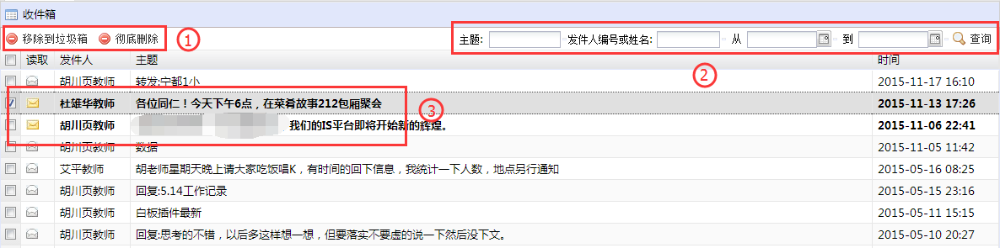 收件箱
移除到垃圾箱 彻底删除 1 主题: 发件人编号或姓名: 从 到 查询
2
读取 发件人 主题 时间
胡川页教师 转发:宁都1小 2015-11-17 16:10
杜雄华教师 各位同仁！今天下午6点，在菜肴故事212包厢聚会 2015-11-13 17:26
3
胡川页教师 我们的IS平台即将开始新的辉煌。 2015-11-06 22:41
胡川页教师 数据 2015-11-05 11:42
艾平教师 胡老师星期天晚上请大家吃饭唱K，有时间的回下信息，我统计一下人数，地点另行通知 2015-05-16 08:25
胡川页教师 回复:5.14工作记录 2015-05-15 23:16
胡川页教师 白板插件最新 2015-05-11 15:15
胡川页教师 回复:思考的不错，以后多这样想一想，但要落实不要虚的说一下然后没下文。 2015-05-10 20:27